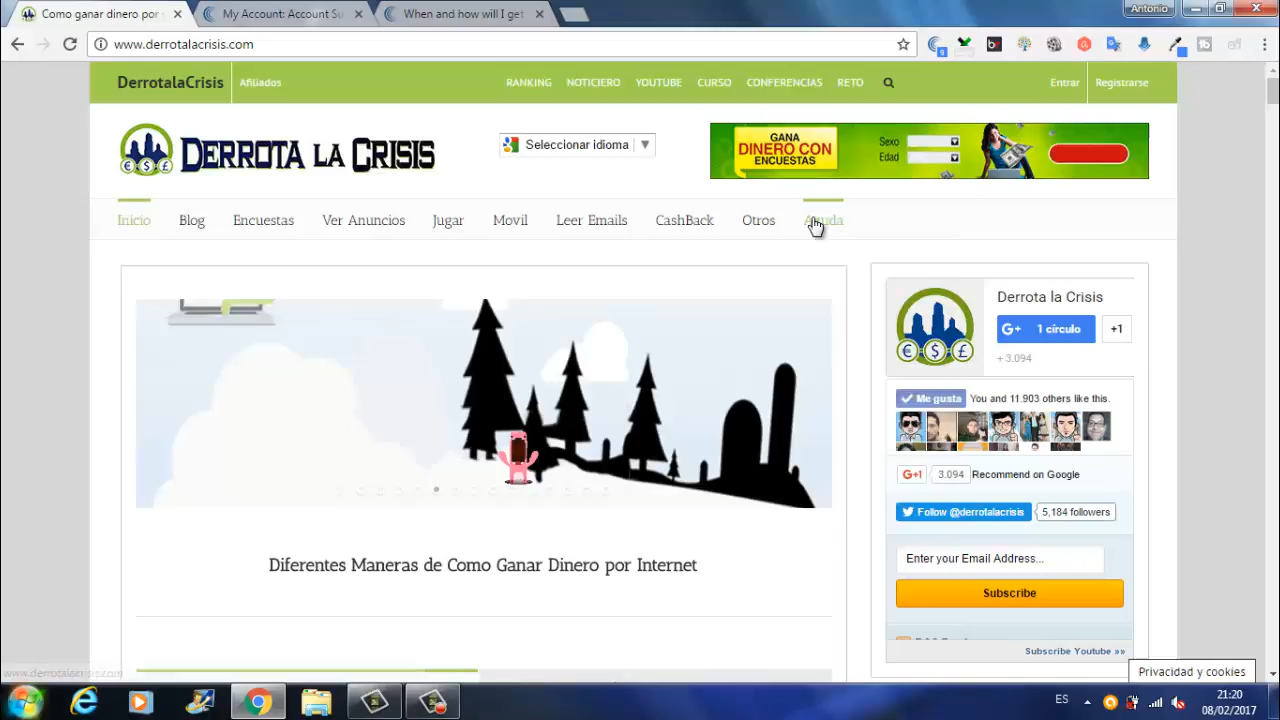 Como ganar dinero por
My Account: Account Su
When and how will I get
Antonio
www.derrotalacrisis.com
9
DerrotalaCrisis
Afiliados
RANKING
NOTICIERO
YOUTUBE
CURSO
CONFERENCIAS
RETO
Entrar
Registrarse
€ $ £
DERROTA LA CRISIS
Seleccionar idioma
GANA
DINERO CON
ENCUESTAS
Sexo
Edad
Inicio
Blog
Encuestas
Ver Anuncios
Jugar
Movil
Leer Emails
CashBack
Otros
Ayuda
Derrota la Crisis
G+ 1 círculo
+1
+ 3.094
€ $ £
Me gusta
You and 11.903 others like this.
G+1
3.094
Recommend on Google
Follow @derrotalacrisis
5,184 followers
Enter your Email Address...
Subscribe
Subscribe Youtube »»
Diferentes Maneras de Como Ganar Dinero por Internet
www.derrotalacrisis.com
Privacidad y cookies
ES
21:20
08/02/2017